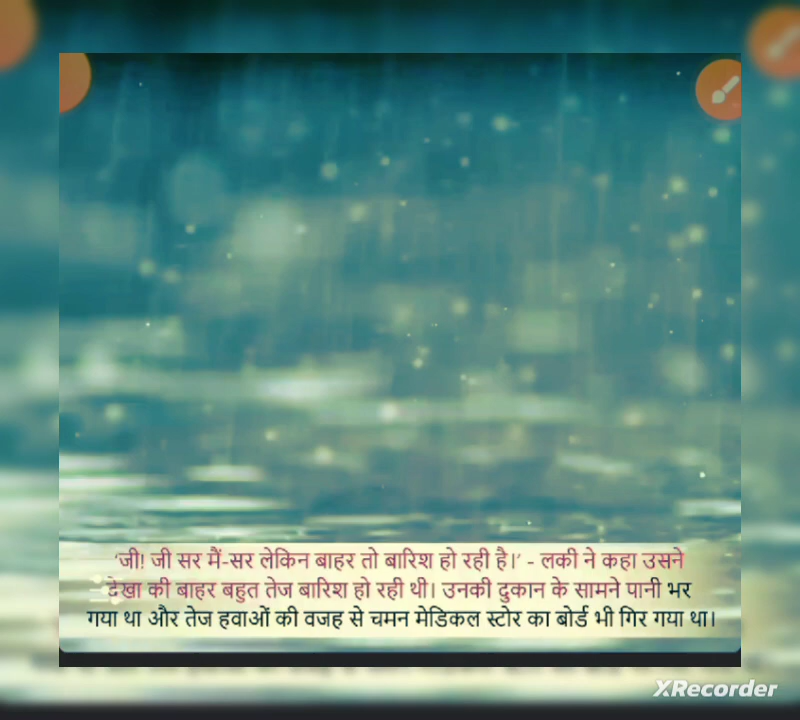 'जी! जी सर मैं-सर लेकिन बाहर तो बारिश हो रही है।' - लकी ने कहा उसने
देखा की बाहर बहुत तेज बारिश हो रही थी। उनकी दुकान के सामने पानी भर
गया था और तेज हवाओं की वजह से चमन मेडिकल स्टोर का बोर्ड भी गिर गया था।
XRecorder